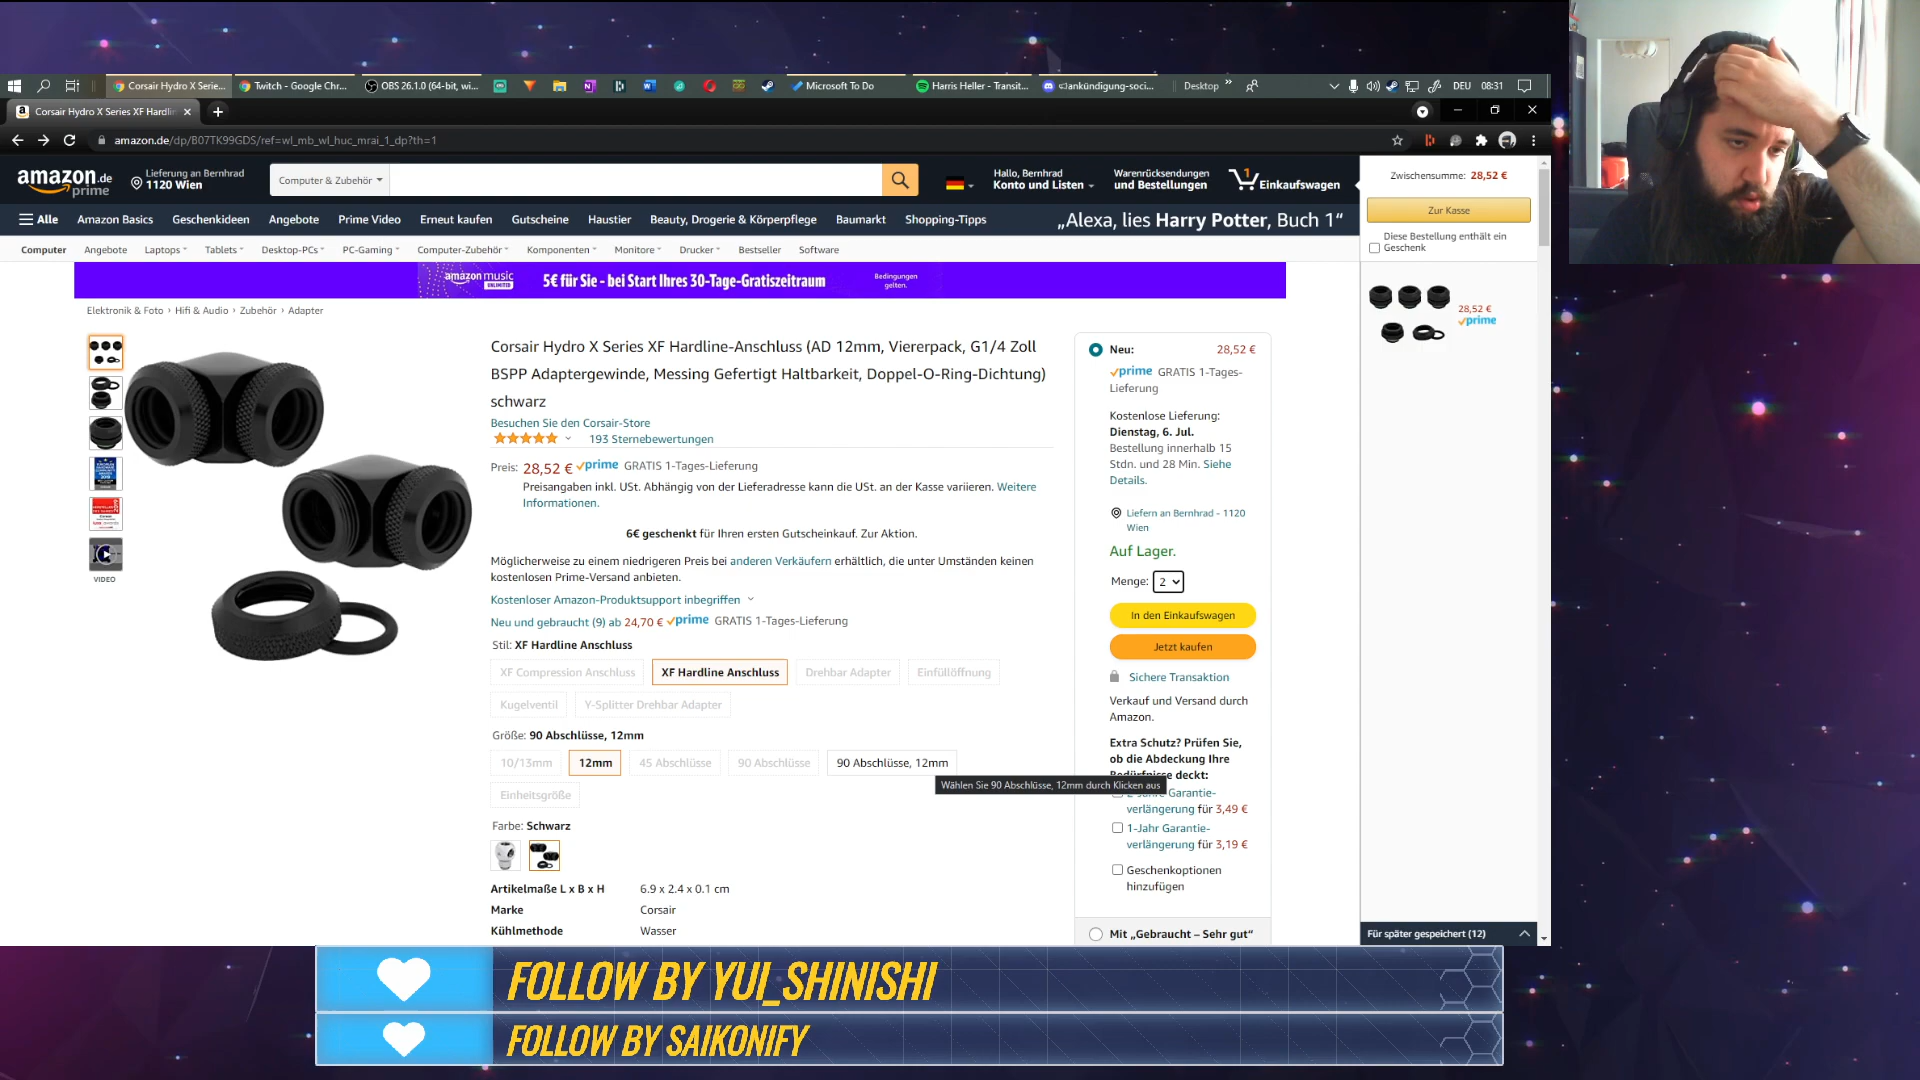 Corsair Hydro X Serie...
Twitch - Google Chr...
OBS 26.1.0 (64-bit, wi...
Microsoft To Do
Harris Heller - Transit...
ankündigung-soci...
Desktop
DEU
08:31
Corsair Hydro X Series XF Hardlin
amazon.de/dp/B07TK99GDS/ref=wl_mb_wl_huc_mrai_1_dp?th=1
amazon.de
prime
Lieferung an Bernhrad
1120 Wien
Computer & Zubehör
Hallo, Bernhrad
Konto und Listen
Warenrücksendungen
und Bestellungen
1
Einkaufswagen
Alle
Amazon Basics
Geschenkideen
Angebote
Prime Video
Erneut kaufen
Gutscheine
Haustier
Beauty, Drogerie & Körperpflege
Baumarkt
Shopping-Tipps
„Alexa, lies Harry Potter, Buch 1“
Computer
Angebote
Laptops
Tablets
Desktop-PCs
PC-Gaming
Computer-Zubehör
Komponenten
Monitore
Drucker
Bestseller
Software
amazon music
UNLIMITED
5€ für Sie - bei Start Ihres 30-Tage-Gratiszeitraum
Bedingungen
gelten.
Elektronik & Foto › Hifi & Audio › Zubehör › Adapter
VIDEO
Corsair Hydro X Series XF Hardline-Anschluss (AD 12mm, Viererpack, G1/4 Zoll
BSPP Adaptergewinde, Messing Gefertigt Haltbarkeit, Doppel-O-Ring-Dichtung)
schwarz
Besuchen Sie den Corsair-Store
193 Sternebewertungen
Preis: 28,52 € prime GRATIS 1-Tages-Lieferung
Preisangaben inkl. USt. Abhängig von der Lieferadresse kann die USt. an der Kasse variieren. Weitere
Informationen.
6€ geschenkt für Ihren ersten Gutscheinkauf. Zur Aktion.
Möglicherweise zu einem niedrigeren Preis bei anderen Verkäufern erhältlich, die unter Umständen keinen
kostenlosen Prime-Versand anbieten.
Kostenloser Amazon-Produktsupport inbegriffen
Neu und gebraucht (9) ab 24,70 € prime GRATIS 1-Tages-Lieferung
Stil: XF Hardline Anschluss
XF Compression Anschluss
XF Hardline Anschluss
Drehbar Adapter
Einfüllöffnung
Kugelventil
Y-Splitter Drehbar Adapter
Größe: 90 Abschlüsse, 12mm
10/13mm
12mm
45 Abschlüsse
90 Abschlüsse
90 Abschlüsse, 12mm
Wählen Sie 90 Abschlüsse, 12mm durch Klicken aus
Einheitsgröße
Farbe: Schwarz
Artikelmaße L x B x H 6.9 x 2.4 x 0.1 cm
Marke Corsair
Kühlmethode Wasser
Neu: 28,52 €
prime GRATIS 1-Tages-
Lieferung
Kostenlose Lieferung:
Dienstag, 6. Jul.
Bestellung innerhalb 15
Stdn. und 28 Min. Siehe
Details.
Liefern an Bernhrad - 1120
Wien
Auf Lager.
Menge: 2
In den Einkaufswagen
Jetzt kaufen
Sichere Transaktion
Verkauf und Versand durch
Amazon.
Extra Schutz? Prüfen Sie,
ob die Abdeckung Ihre
Bedürfnisse deckt:
2-Jahre Garantie-
verlängerung für 3,49 €
1-Jahr Garantie-
verlängerung für 3,19 €
Geschenkoptionen
hinzufügen
Mit „Gebraucht – Sehr gut“
Zwischensumme: 28,52 €
Zur Kasse
Diese Bestellung enthält ein
Geschenk
28,52 €
prime
Für später gespeichert (12)
FOLLOW BY YUI_SHINISHI
FOLLOW BY SAIKONIFY